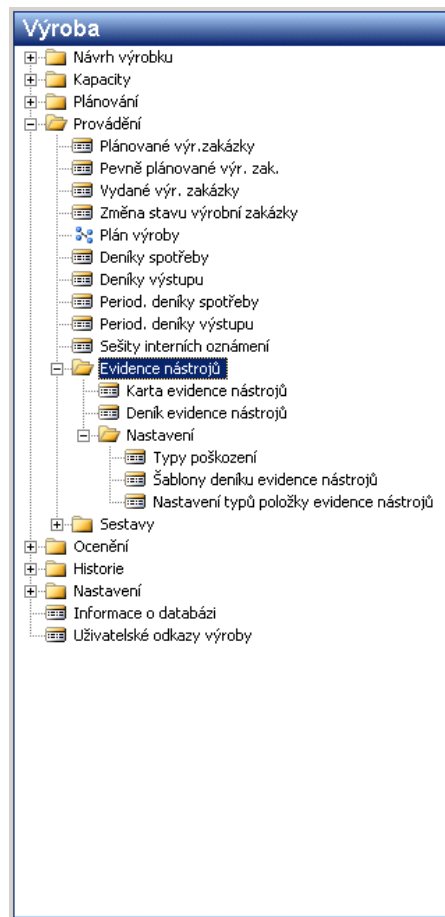 Výroba
Návrh výrobku
Kapacity
Plánování
Provádění
Plánované výr.zakázky
Pevně plánované výr. zak.
Vydané výr. zakázky
Změna stavu výrobní zakázky
Plán výroby
Deníky spotřeby
Deníky výstupu
Period. deníky spotřeby
Period. deníky výstupu
Sešity interních oznámení
Evidence nástrojů
Karta evidence nástrojů
Deník evidence nástrojů
Nastavení
Typy poškození
Šablony deníku evidence nástrojů
Nastavení typů položky evidence nástrojů
Sestavy
Ocenění
Historie
Nastavení
Informace o databázi
Uživatelské odkazy výroby